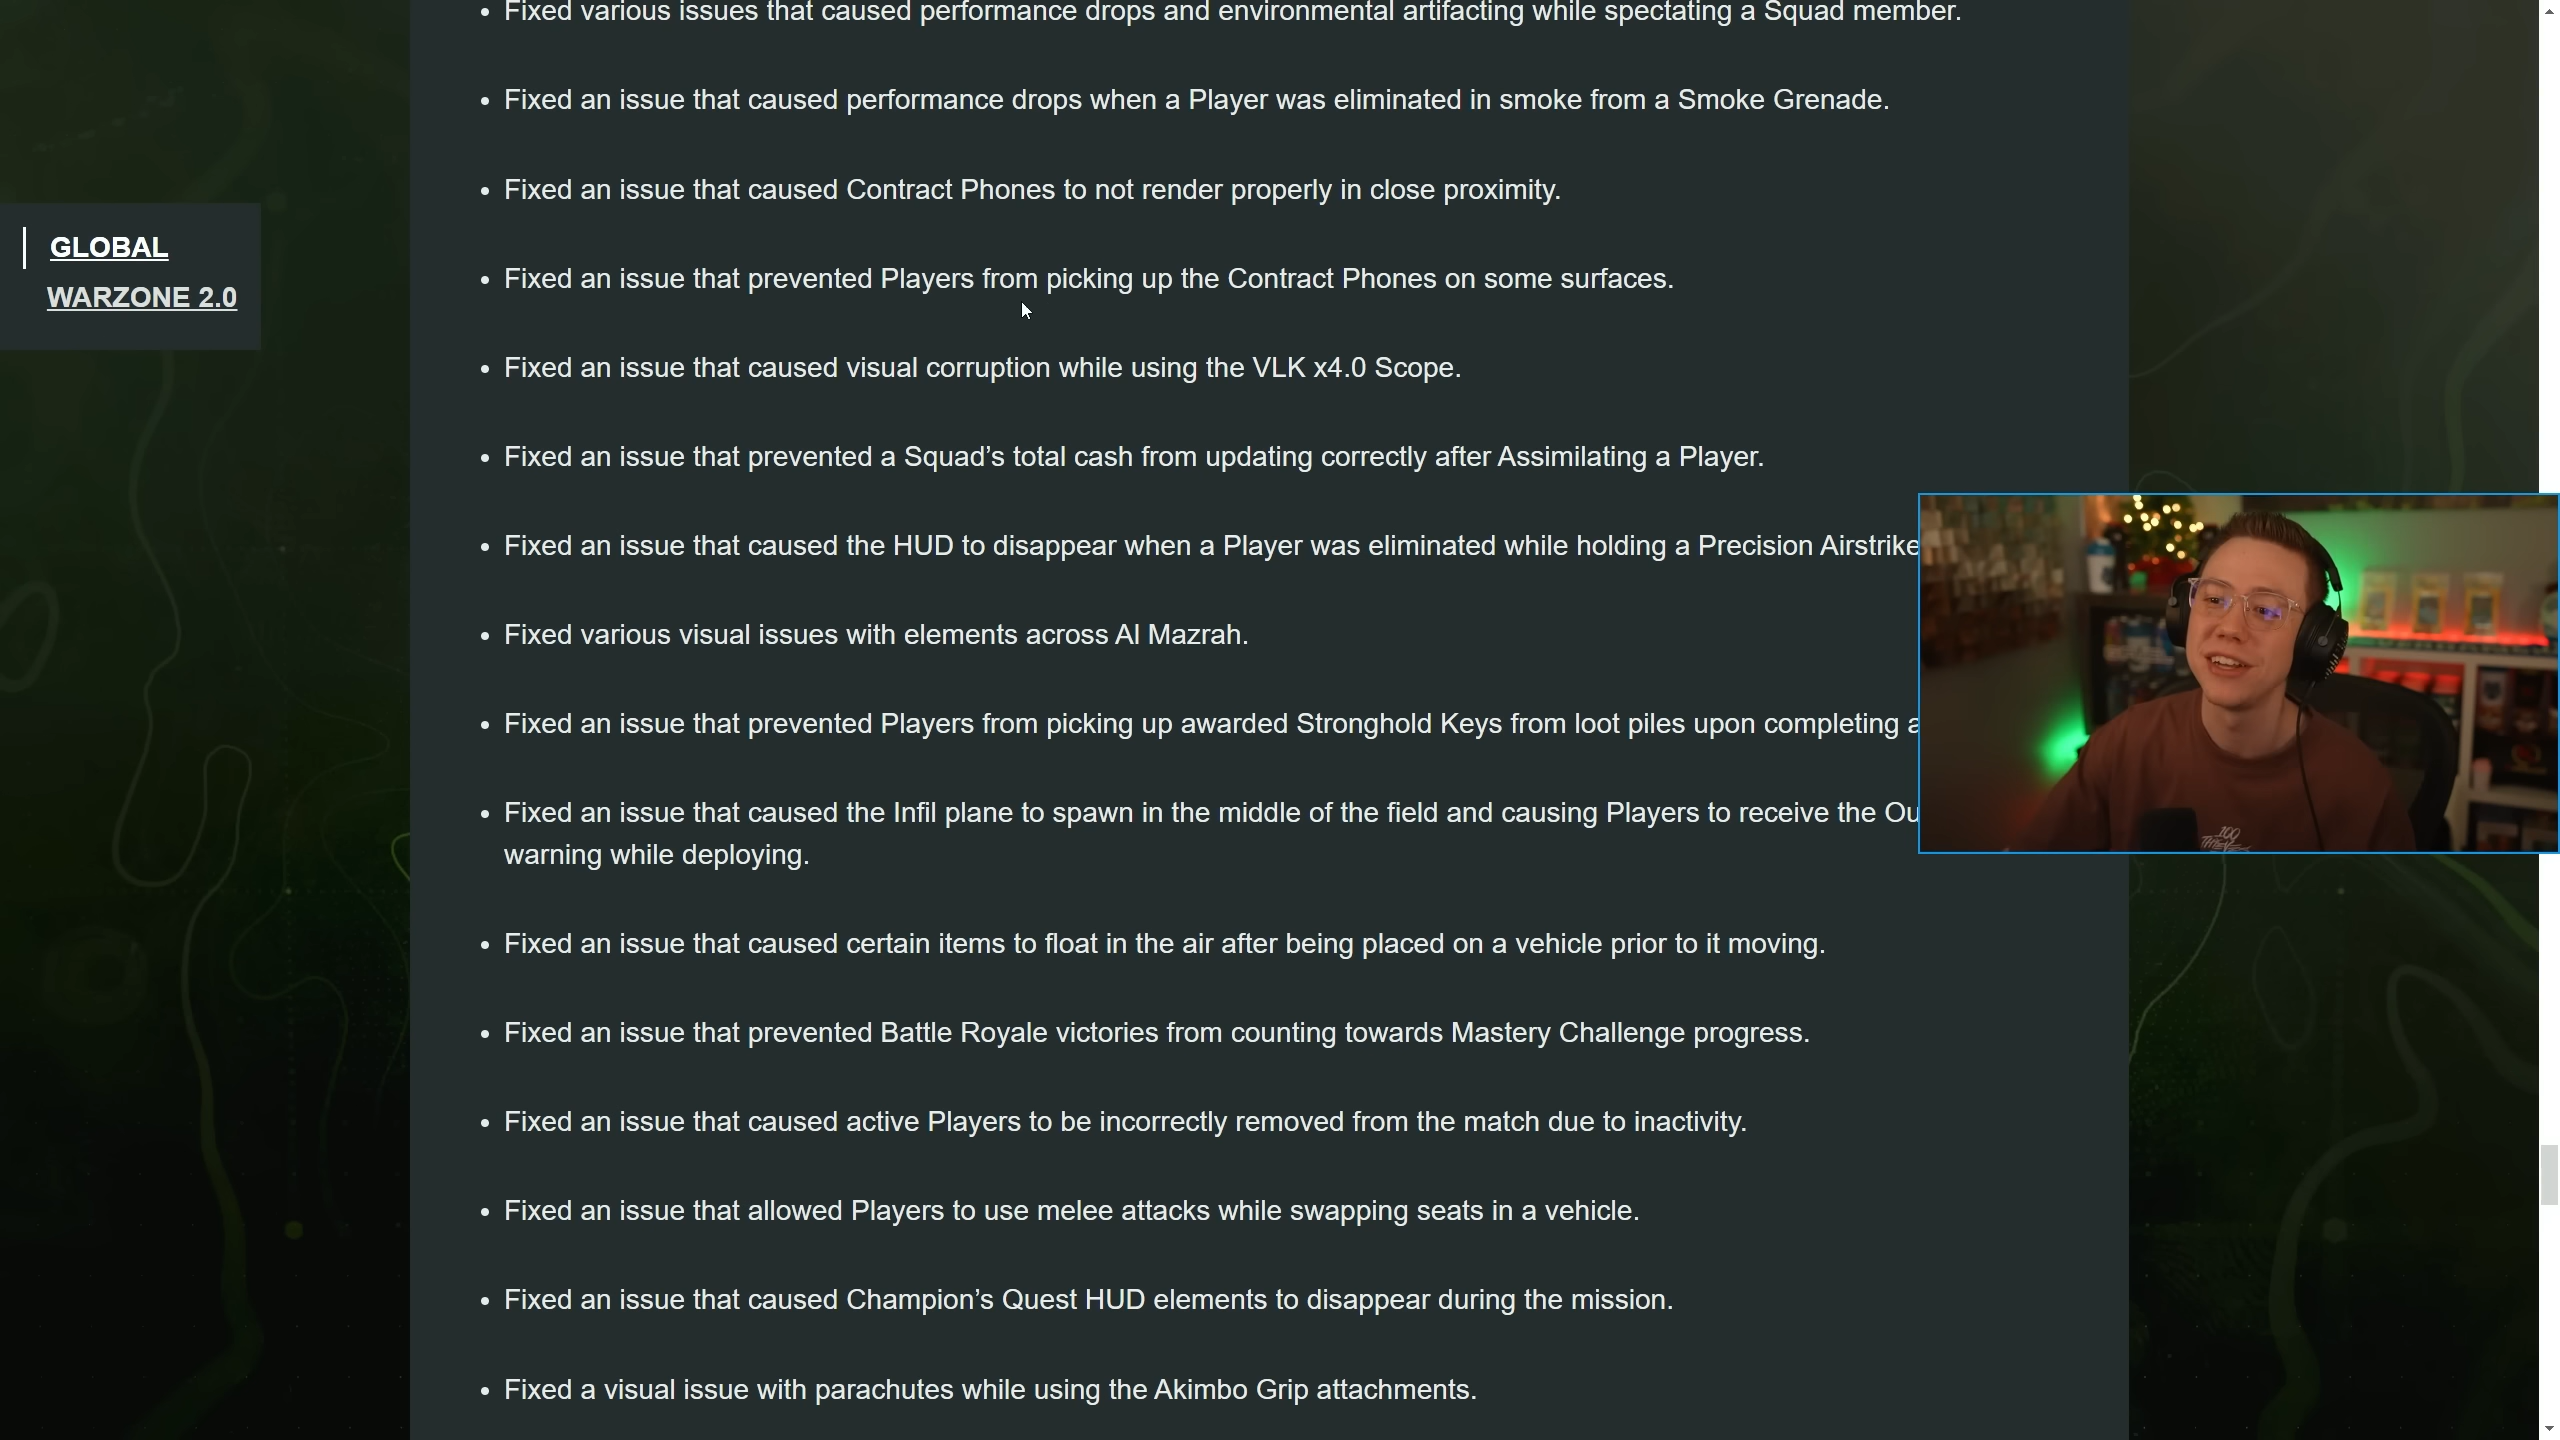 Fixed various issues that caused performance drops and environmental artifacting while spectating a Squad member.
Fixed an issue that caused performance drops when a Player was eliminated in smoke from a Smoke Grenade.
Fixed an issue that caused Contract Phones to not render properly in close proximity.
GLOBAL
WARZONE 2.0
Fixed an issue that prevented Players from picking up the Contract Phones on some surfaces.
Fixed an issue that caused visual corruption while using the VLK x4.0 Scope.
Fixed an issue that prevented a Squad’s total cash from updating correctly after Assimilating a Player.
Fixed an issue that caused the HUD to disappear when a Player was eliminated while holding a Precision Airstrike
Fixed various visual issues with elements across Al Mazrah.
Fixed an issue that prevented Players from picking up awarded Stronghold Keys from loot piles upon completing a
Fixed an issue that caused the Infil plane to spawn in the middle of the field and causing Players to receive the Ou
warning while deploying.
100
THIEVES
Fixed an issue that caused certain items to float in the air after being placed on a vehicle prior to it moving.
Fixed an issue that prevented Battle Royale victories from counting towards Mastery Challenge progress.
Fixed an issue that caused active Players to be incorrectly removed from the match due to inactivity.
Fixed an issue that allowed Players to use melee attacks while swapping seats in a vehicle.
Fixed an issue that caused Champion’s Quest HUD elements to disappear during the mission.
Fixed a visual issue with parachutes while using the Akimbo Grip attachments.